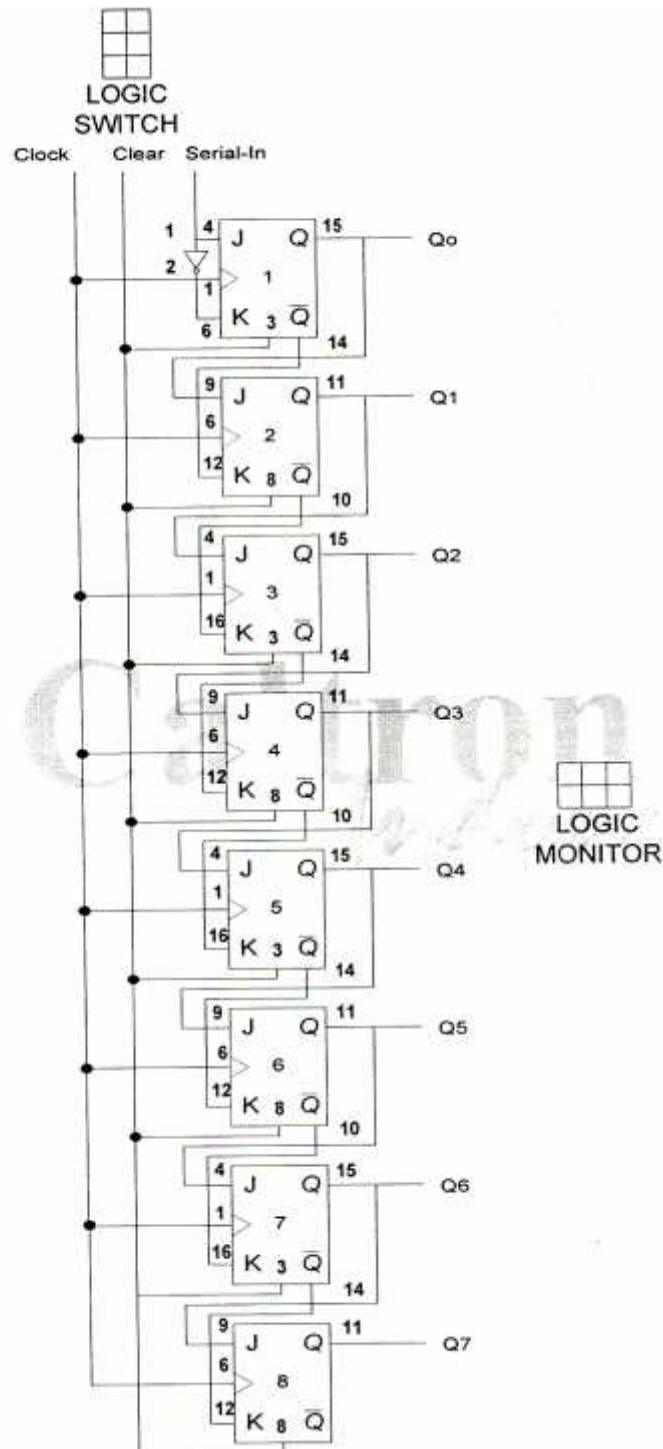 LOGIC
SWITCH
Clock Clear Serial-In
1 4 J Q 15 Qo
2 1 1
6 K 3 Q̅
14
9 J Q 11 Q1
6 2
12 K 8 Q̅
10
4 J Q 15 Q2
1 3
16 K 3 Q̅
14
9 J Q 11 Q3
6 4
12 K 8 Q̅
10
LOGIC
MONITOR
4 J Q 15 Q4
1 5
16 K 3 Q̅
14
9 J Q 11 Q5
6 6
12 K 8 Q̅
10
4 J Q 15 Q6
1 7
16 K 3 Q̅
14
9 J Q 11 Q7
6 8
12 K 8 Q̅